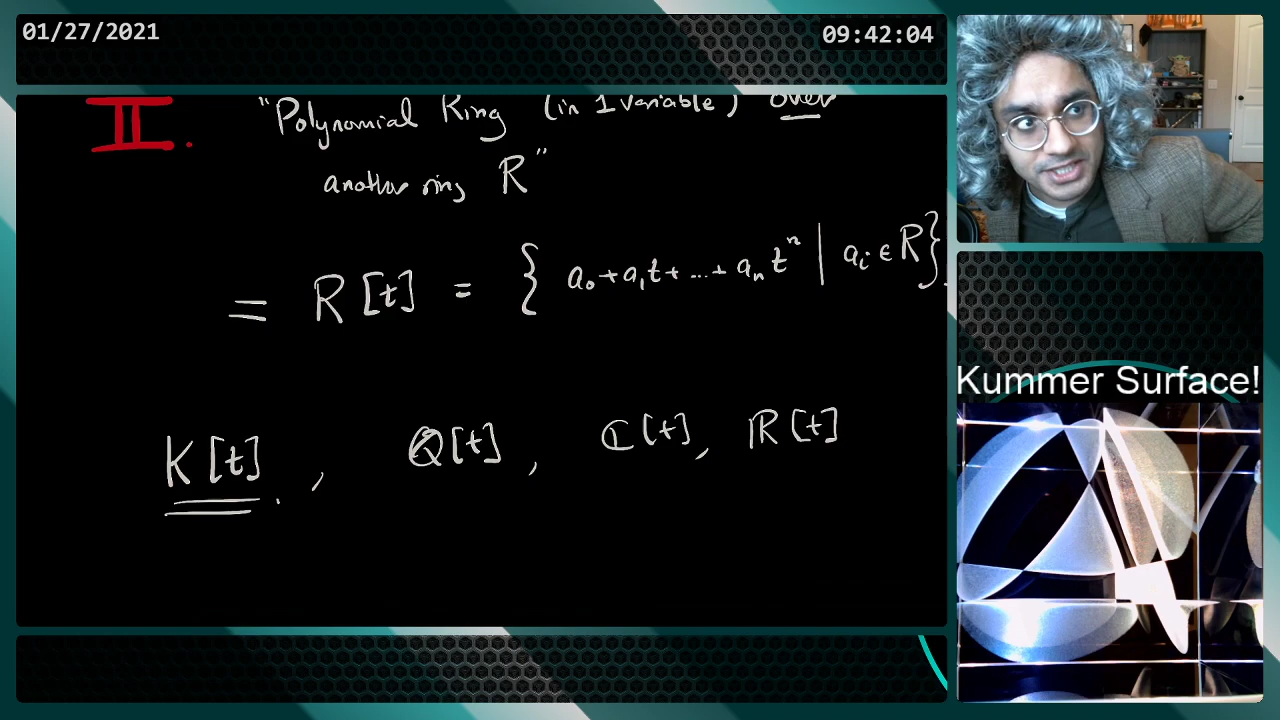 01/27/2021
09:42:04
II. "Polynomial Ring (in 1 variable) over
another ring R"
= R[t] = { a₀+a₁t+...+aₙtⁿ | aᵢ ∈ R}.
K[t]. , ℚ[t], ℂ[t], ℝ[t]
Kummer Surface!